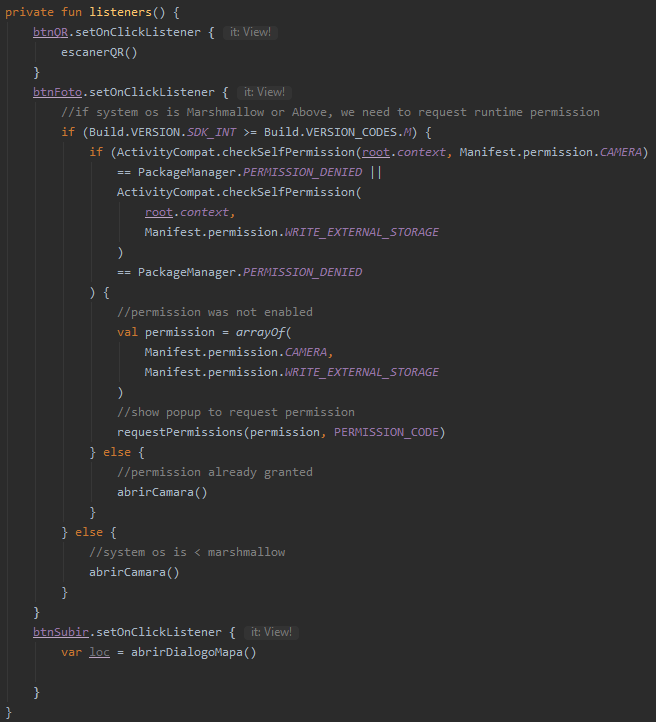 private fun listeners() {
    btnQR.setOnClickListener { it: View!
        escanerQR()
    }
    btnFoto.setOnClickListener { it: View!
        //if system os is Marshmallow or Above, we need to request runtime permission
        if (Build.VERSION.SDK_INT >= Build.VERSION_CODES.M) {
            if (ActivityCompat.checkSelfPermission(root.context, Manifest.permission.CAMERA)
                == PackageManager.PERMISSION_DENIED ||
                ActivityCompat.checkSelfPermission(
                    root.context,
                    Manifest.permission.WRITE_EXTERNAL_STORAGE
                )
                == PackageManager.PERMISSION_DENIED
            ) {
                //permission was not enabled
                val permission = arrayOf(
                    Manifest.permission.CAMERA,
                    Manifest.permission.WRITE_EXTERNAL_STORAGE
                )
                //show popup to request permission
                requestPermissions(permission, PERMISSION_CODE)
            } else {
                //permission already granted
                abrirCamara()
            }
        } else {
            //system os is < marshmallow
            abrirCamara()
        }
    }
    btnSubir.setOnClickListener { it: View!
        var loc = abrirDialogoMapa()

    }
}